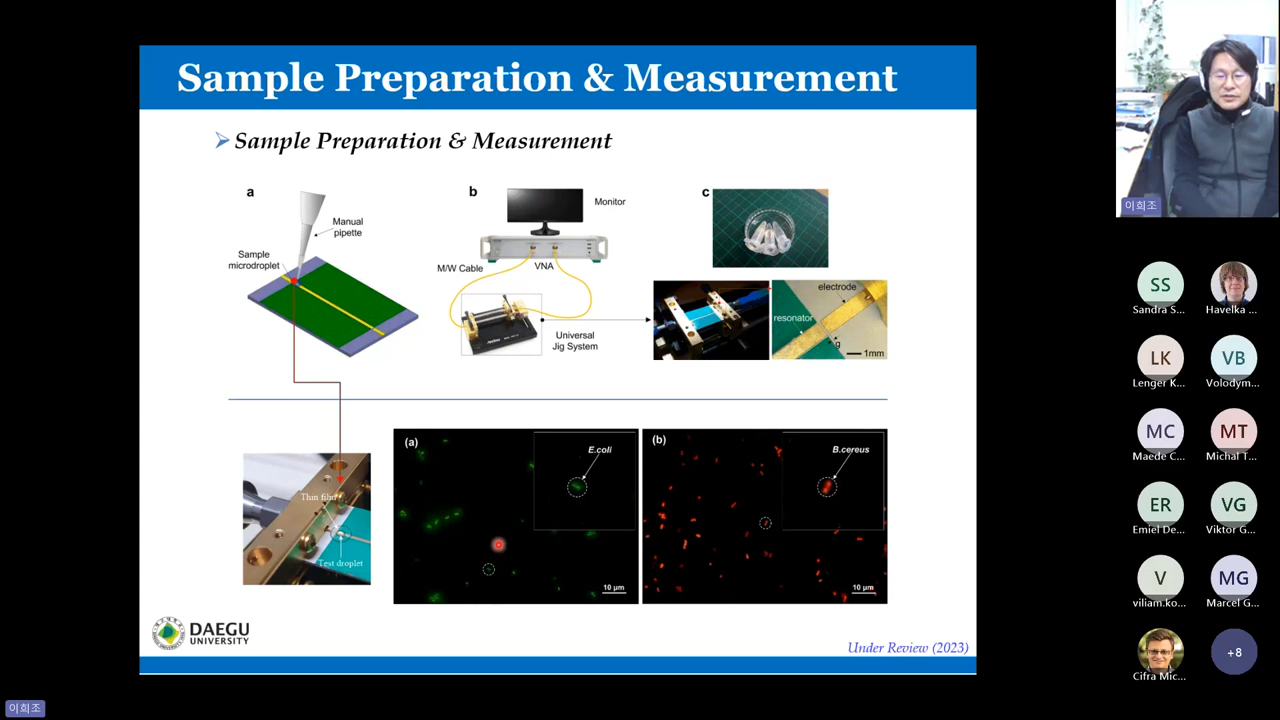 Sample Preparation & Measurement
Sample Preparation & Measurement
a
Manual
pipette
Sample
microdroplet
b
Monitor
M/W Cable
VNA
Universal
Jig System
c
electrode
resonator
g
1mm
Thin film
Test droplet
(a)
E.coli
10 μm
(b)
B.cereus
10 μm
DAEGU
UNIVERSITY
Under Review (2023)
이희조
SS
Sandra S...
Havelka ...
LK
Lenger K...
VB
Volodym...
MC
Maede C...
MT
Michal T...
ER
Emiel De...
VG
Viktor G...
V
viliam.ko...
MG
Marcel G...
Cifra Mic...
+8
이희조